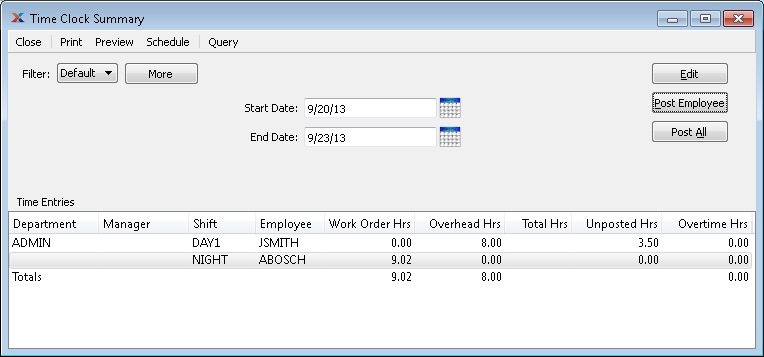 Time Clock Summary
Close Print Preview Schedule Query
Filter: Default More Edit
Start Date: 9/20/13 Post Employee
End Date: 9/23/13 Post All
Time Entries
Department Manager Shift Employee Work Order Hrs Overhead Hrs Total Hrs Unposted Hrs Overtime Hrs
ADMIN DAY1 JSMITH 0.00 8.00 3.50 0.00
NIGHT ABOSCH 9.02 0.00 0.00 0.00
Totals 9.02 8.00 0.00